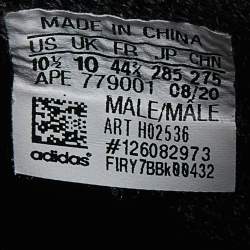 MADE IN CHINA
US UK FR JP CHN
10½ 10 44⅔ 285 275
APE 779001 08/20
MALE/MÂLE
ART H02536
#126082973
adidas
F1RY7BBk00432